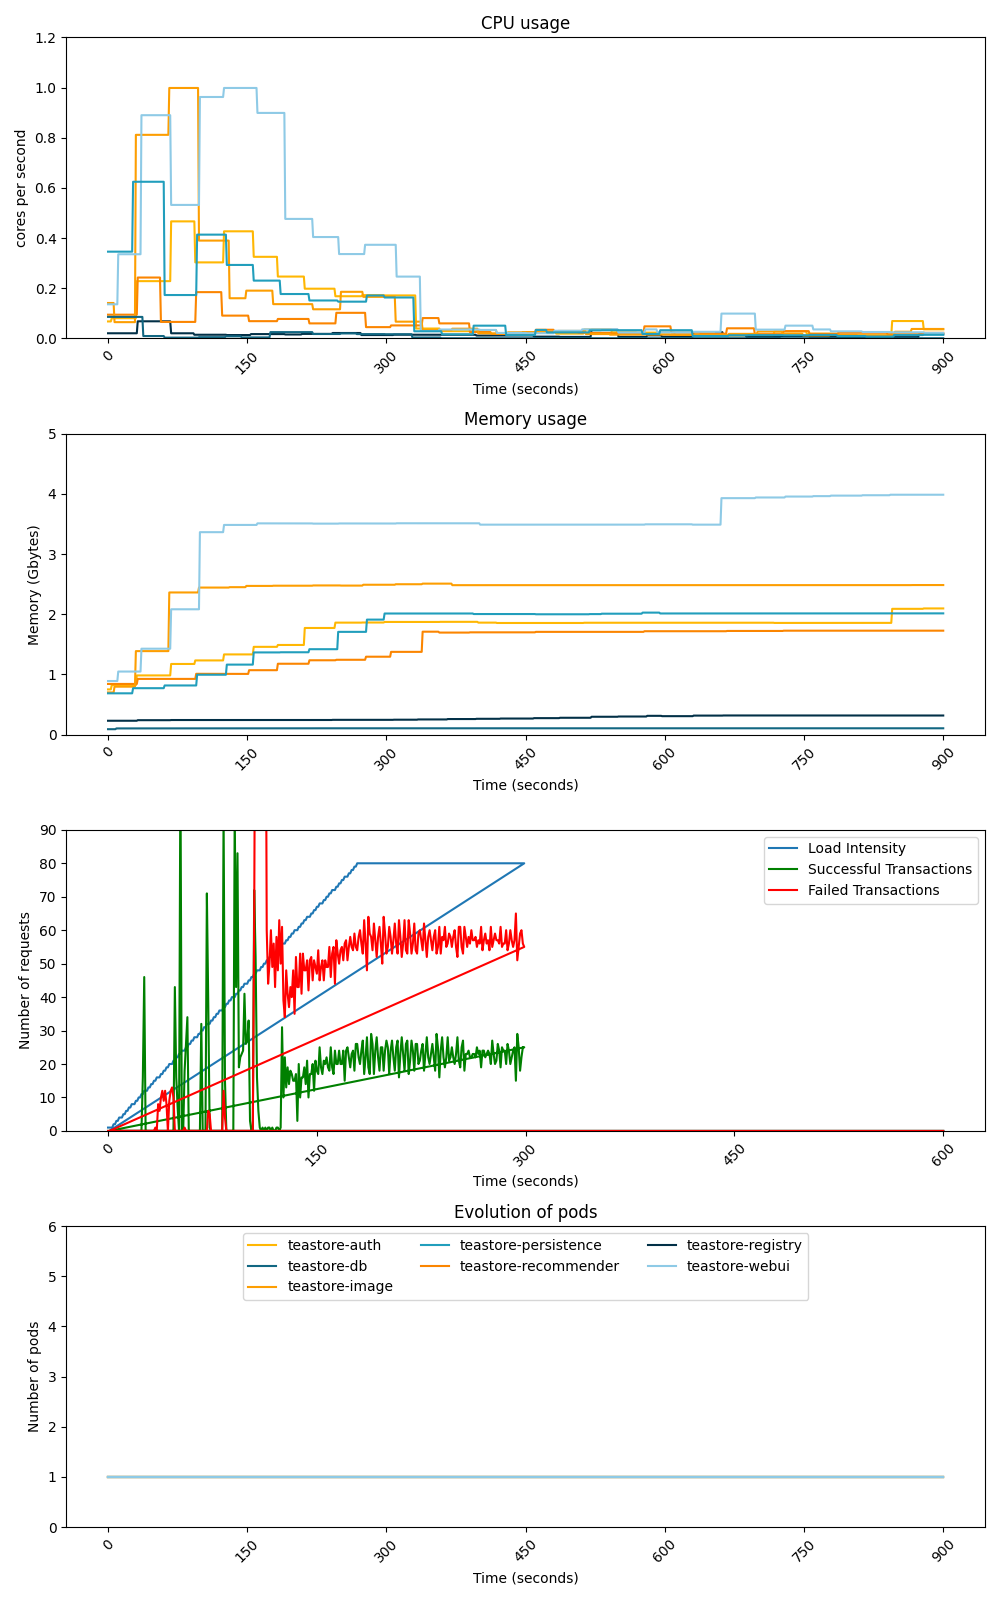 CPU usage
1.2
1.0
0.8
0.6
0.4
0.2
0.0
cores per second
0 150 300 450 600 750 900
Time (seconds)
Memory usage
5
4
3
2
1
0
Memory (Gbytes)
0 150 300 450 600 750 900
Time (seconds)
90
80
70
60
50
40
30
20
10
0
Number of requests
Load Intensity
Successful Transactions
Failed Transactions
0 150 300 450 600
Time (seconds)
Evolution of pods
6
5
4
3
2
1
0
Number of pods
teastore-auth teastore-persistence teastore-registry
teastore-db teastore-recommender teastore-webui
teastore-image
0 150 300 450 600 750 900
Time (seconds)